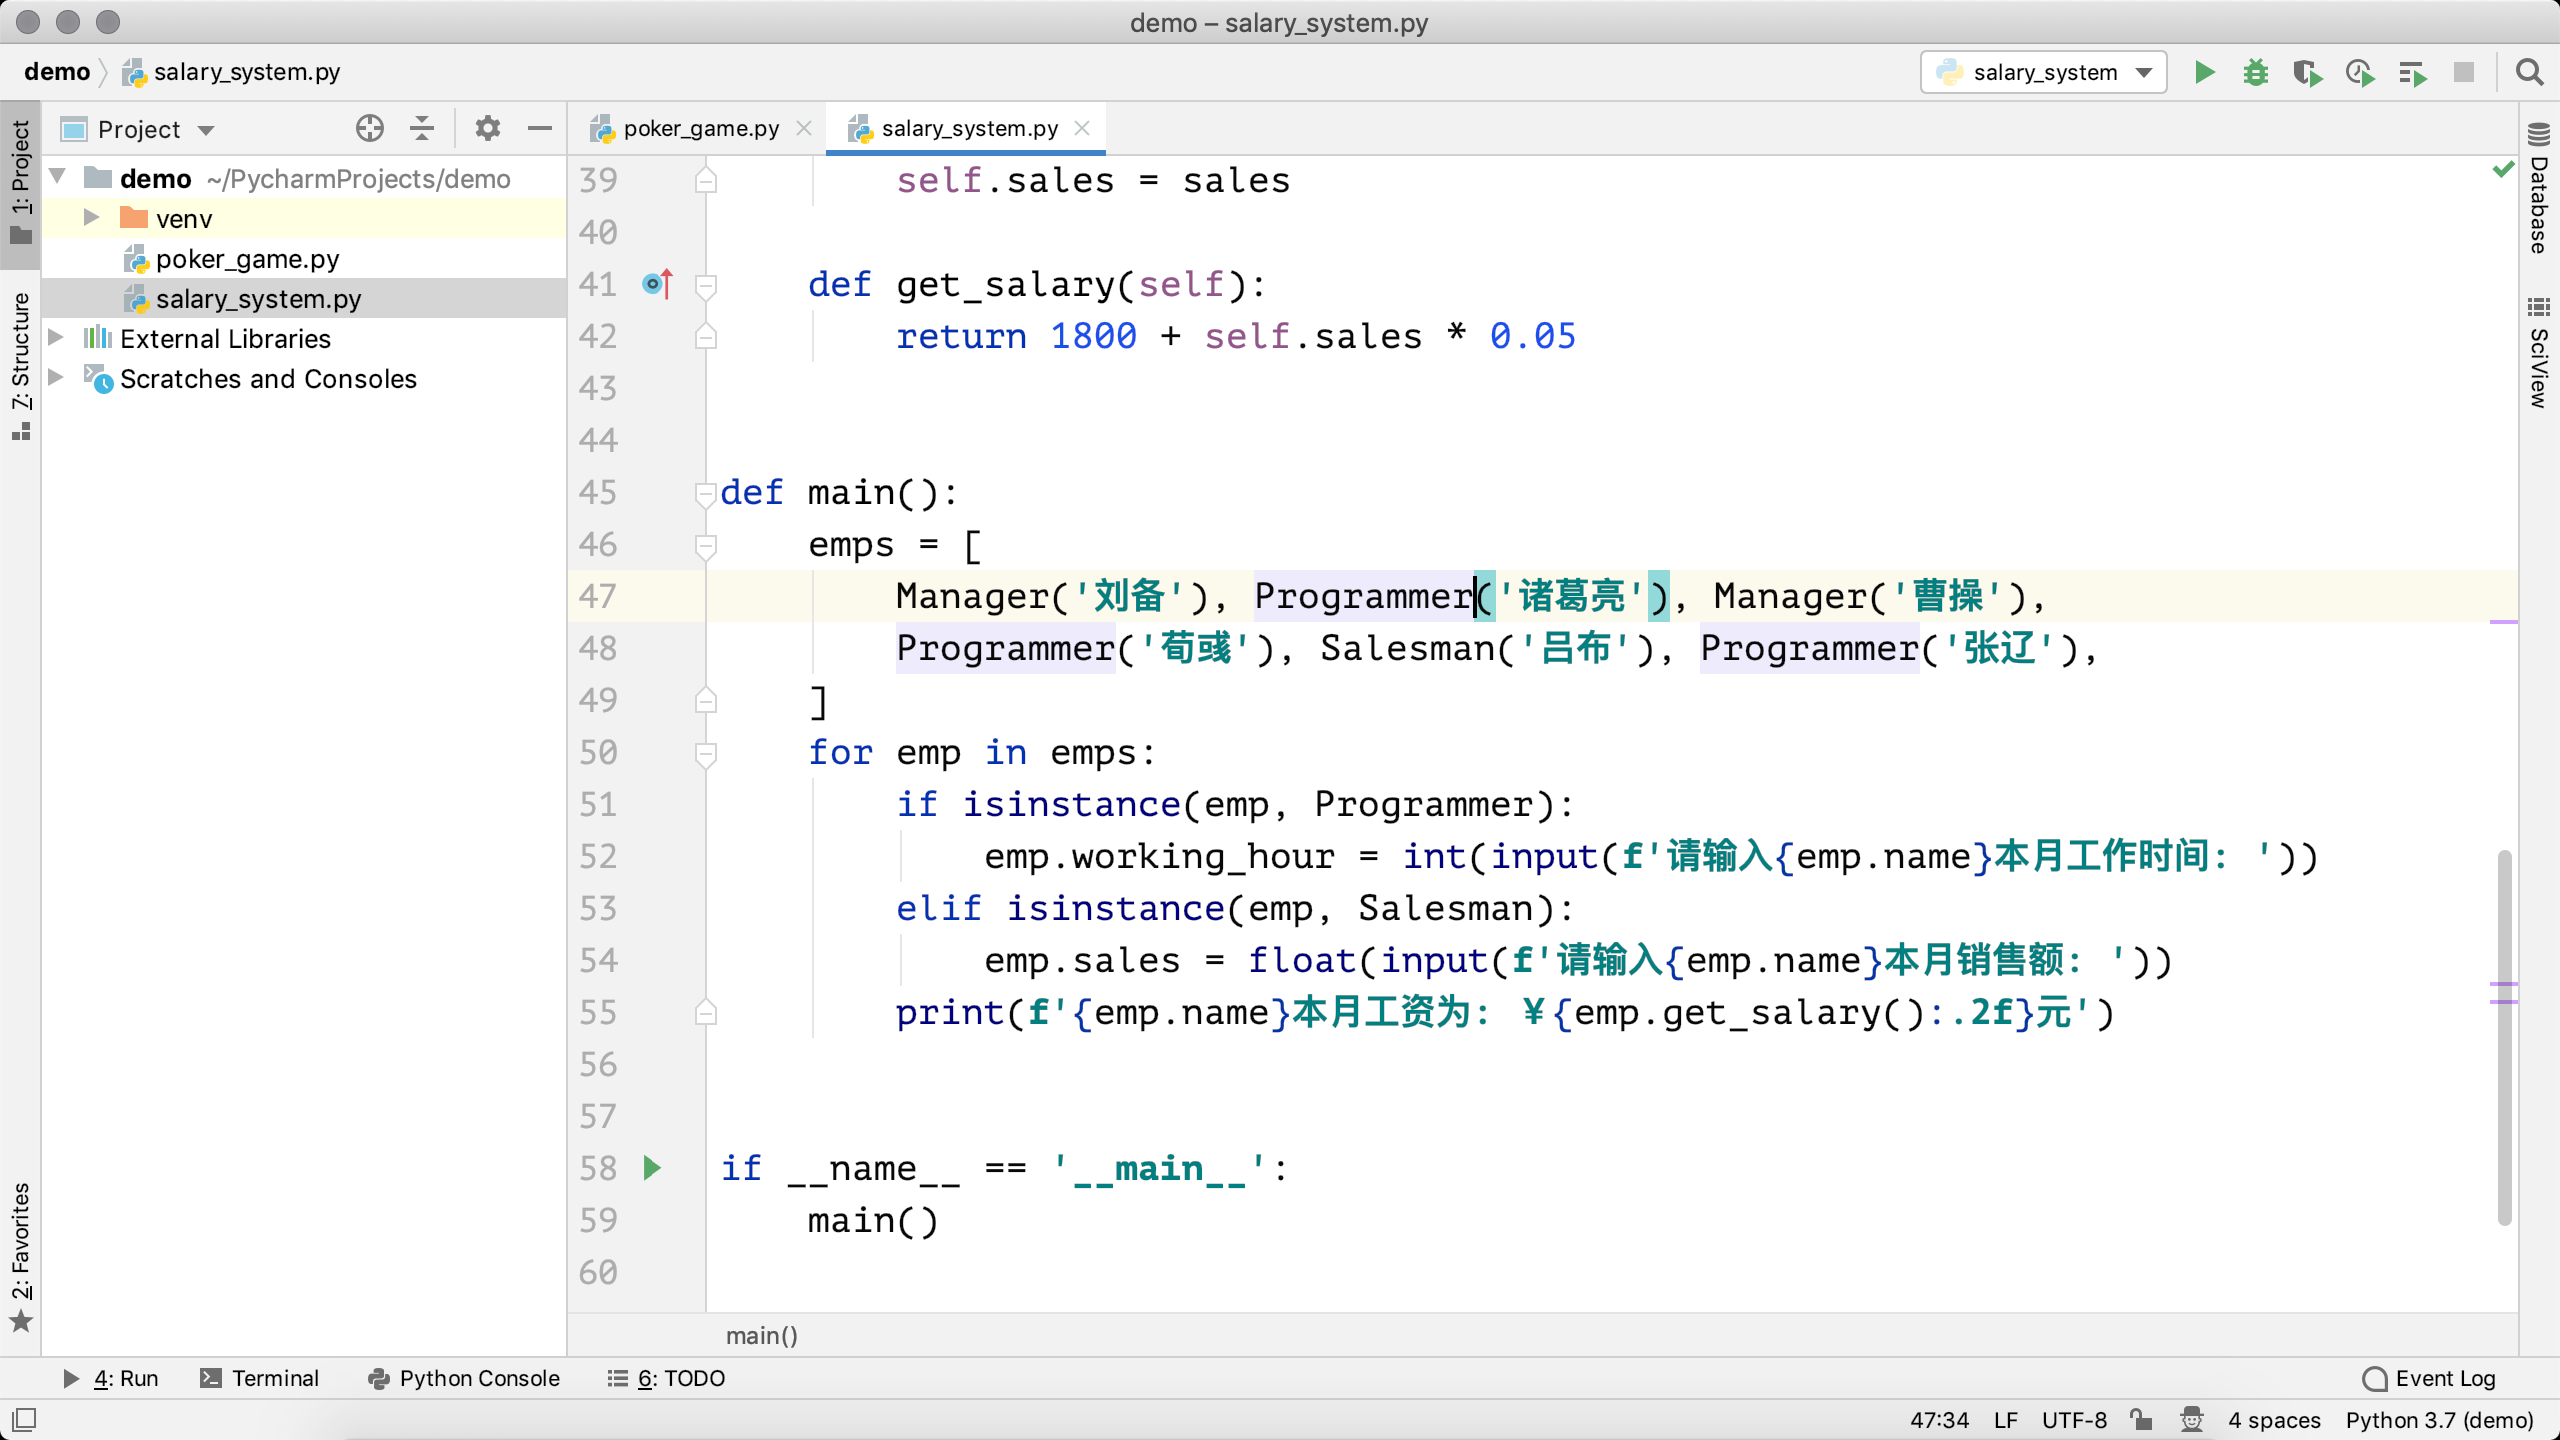 demo – salary_system.py
demo salary_system.py
salary_system
1: Project
Project
poker_game.py
salary_system.py
demo ~/PycharmProjects/demo
venv
poker_game.py
salary_system.py
External Libraries
Scratches and Consoles
7: Structure
2: Favorites
39 self.sales = sales
40
41 def get_salary(self):
42 return 1800 + self.sales * 0.05
43
44
45 def main():
46 emps = [
47 Manager('刘备'), Programmer('诸葛亮'), Manager('曹操'),
48 Programmer('荀彧'), Salesman('吕布'), Programmer('张辽'),
49 ]
50 for emp in emps:
51 if isinstance(emp, Programmer):
52 emp.working_hour = int(input(f'请输入{emp.name}本月工作时间: '))
53 elif isinstance(emp, Salesman):
54 emp.sales = float(input(f'请输入{emp.name}本月销售额: '))
55 print(f'{emp.name}本月工资为: ¥{emp.get_salary():.2f}元')
56
57
58 if __name__ == '__main__':
59 main()
60
main()
Database
SciView
4: Run
Terminal
Python Console
6: TODO
Event Log
47:34 LF UTF-8 4 spaces Python 3.7 (demo)